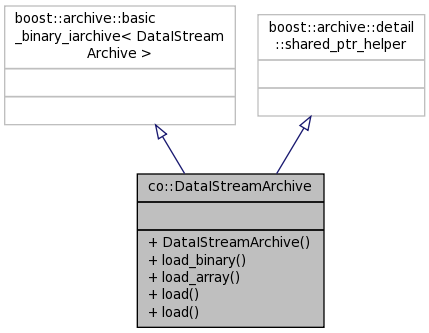 boost::archive::basic
_binary_iarchive< DataIStream
Archive >
boost::archive::detail
::shared_ptr_helper
co::DataIStreamArchive
+ DataIStreamArchive()
+ load_binary()
+ load_array()
+ load()
+ load()